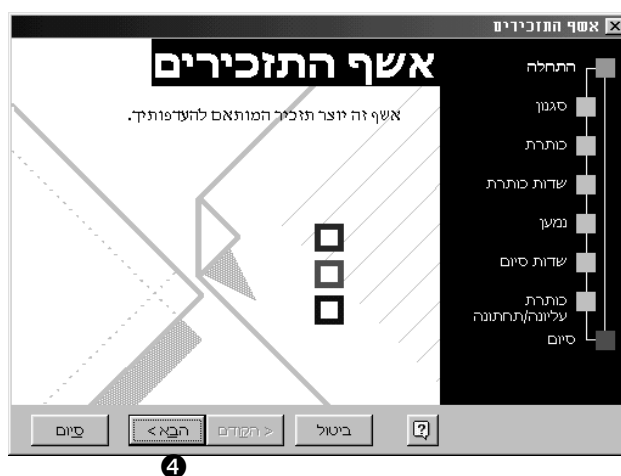 אשף התזכירים
אשף התזכירים
אשף זה יוצר תזכיר המותאם להעדפותיך.
התחלה
סגנון
כותרת
שדות כותרת
נמען
שדות סיום
כותרת
עליונה/תחתונה
סיום
? ביטול < הקודם הבא > סיום
4